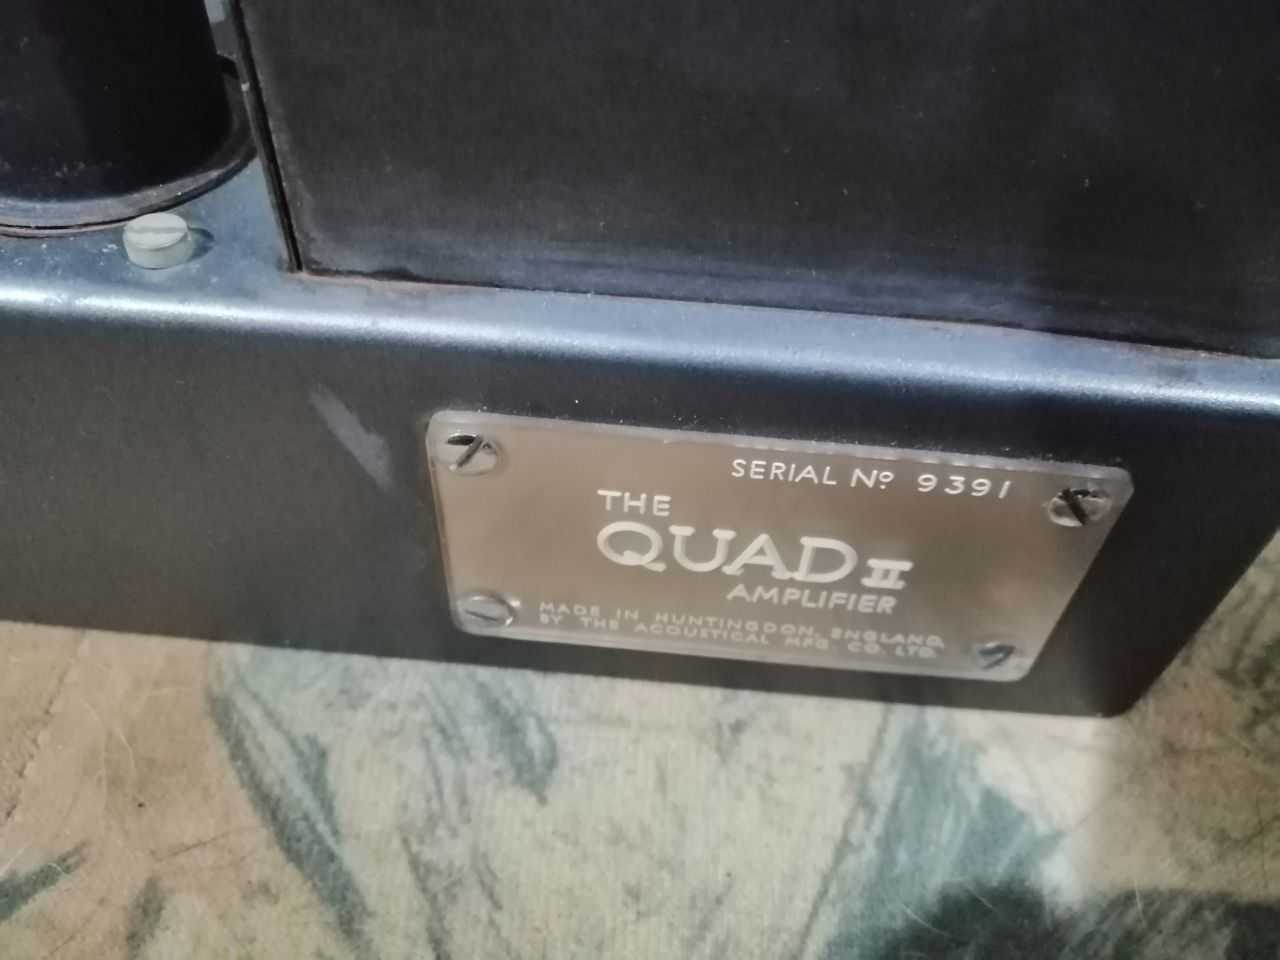 SERIAL Nº 9391
THE
QUAD II
AMPLIFIER
MADE IN HUNTINGDON, ENGLAND
BY THE ACOUSTICAL MFG. CO. LTD.